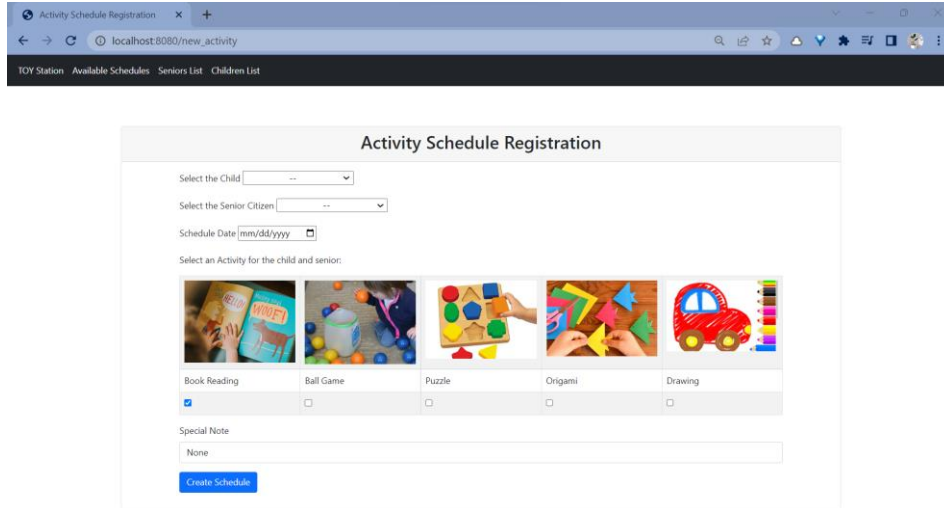 Activity Schedule Registration
localhost:8080/new_activity
TOY Station Available Schedules Seniors List Children List
Activity Schedule Registration
Select the Child --
Select the Senior Citizen --
Schedule Date mm/dd/yyyy
Select an Activity for the child and senior:
HELLO! WOOF!
Book Reading Ball Game Puzzle Origami Drawing
Special Note
None
Create Schedule